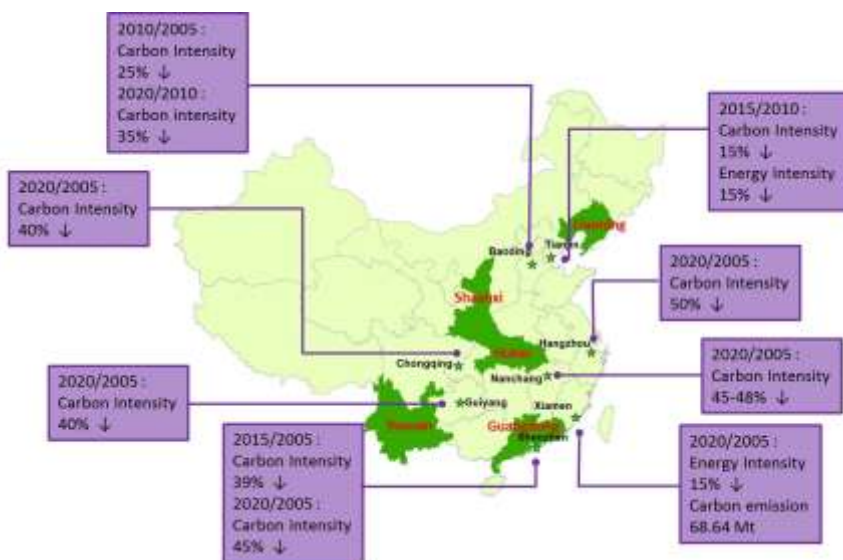 2010/2005 :
Carbon Intensity
25% ↓
2020/2010 :
Carbon intensity
35% ↓
2015/2010 :
Carbon Intensity
15% ↓
Energy Intensity
15% ↓
2020/2005 :
Carbon Intensity
40% ↓
Baoding
Tianjin
Liaoning
2020/2005 :
Carbon Intensity
50% ↓
Shaanxi
Hangzhou
Hubei
Chongqing
Nanchang
2020/2005 :
Carbon Intensity
45-48% ↓
2020/2005 :
Carbon Intensity
40% ↓
Guiyang
Xiamen
Yunnan
Guangdong
Shenzhen
2015/2005 :
Carbon Intensity
39% ↓
2020/2005 :
Carbon intensity
45% ↓
2020/2005 :
Energy Intensity
15% ↓
Carbon emission
68.64 Mt